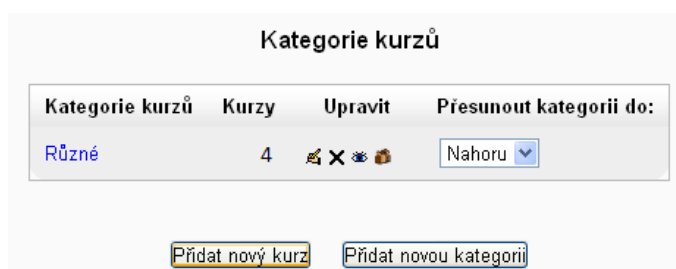 Kategorie kurzů
Kategorie kurzů Kurzy Upravit Přesunout kategorii do:
Různé 4 Nahoru
Přidat nový kurz Přidat novou kategorii